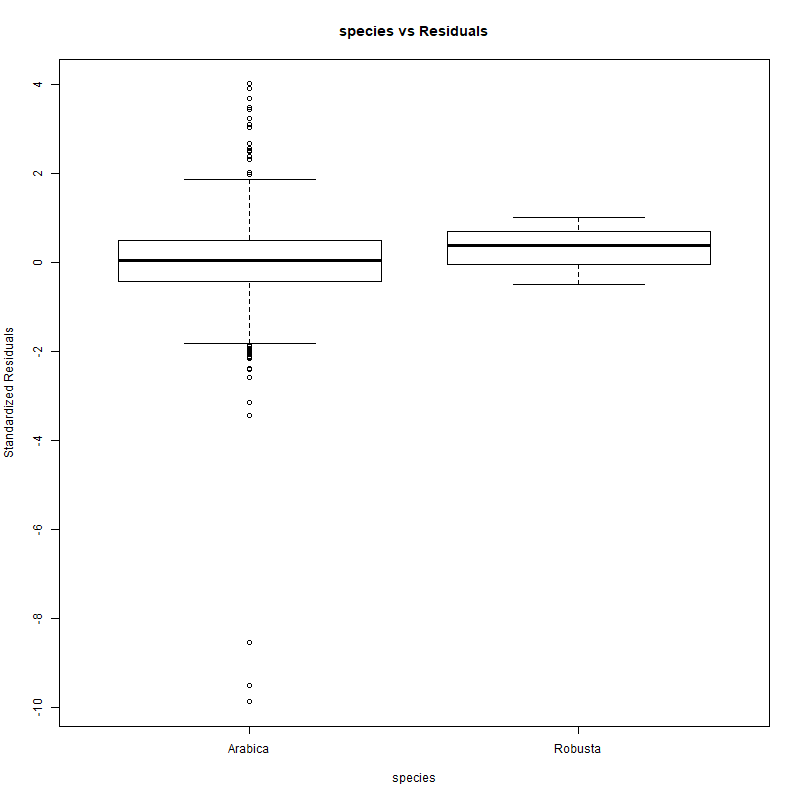 species vs Residuals
Standardized Residuals
4
2
0
-2
-4
-6
-8
-10
Arabica
Robusta
species